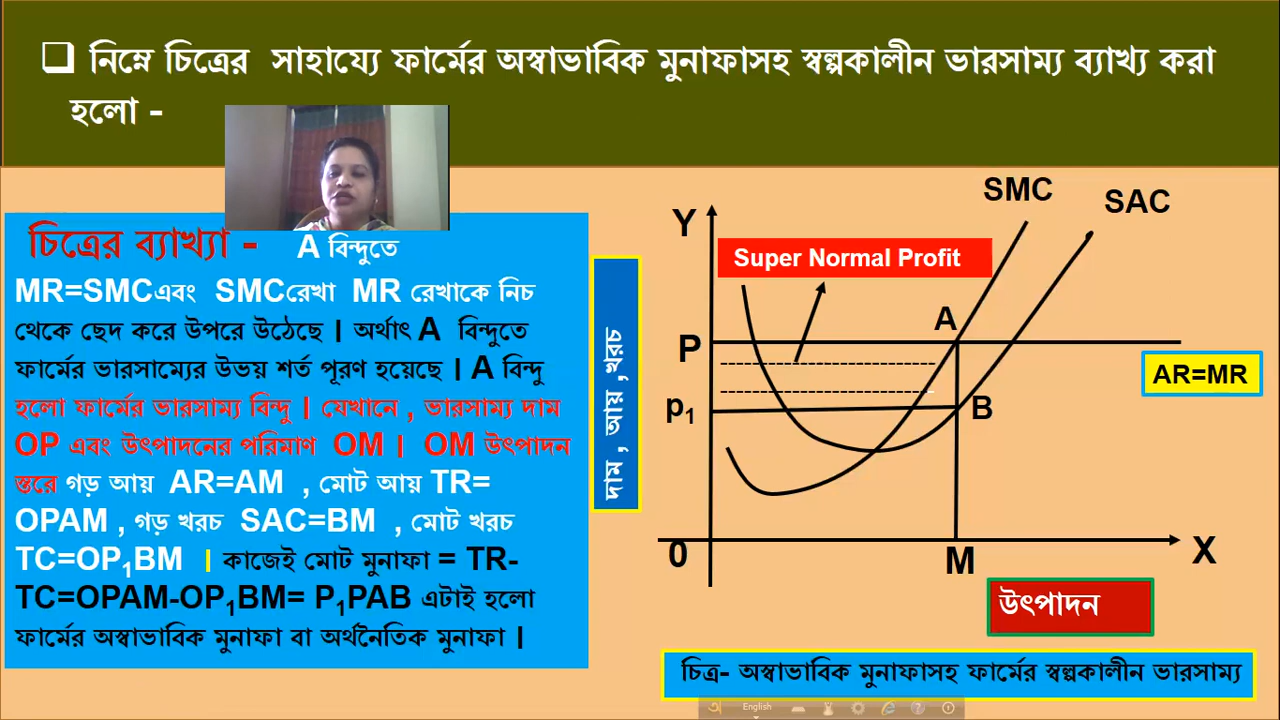 ❑ নিম্নে চিত্রের সাহায্যে ফার্মের অস্বাভাবিক মুনাফাসহ স্বল্পকালীন ভারসাম্য ব্যাখ্য করা
হলো -
চিত্রের ব্যাখ্যা - A বিন্দুতে
MR=SMCএবং SMCরেখা MR রেখাকে নিচ
থেকে ছেদ করে উপরে উঠেছে। অর্থাৎ A বিন্দুতে
ফার্মের ভারসাম্যের উভয় শর্ত পূরণ হয়েছে। A বিন্দু
হলো ফার্মের ভারসাম্য বিন্দু। যেখানে , ভারসাম্য দাম
OP এবং উৎপাদনের পরিমাণ OM। OM উৎপাদন
স্তরে গড় আয় AR=AM , মোট আয় TR=
OPAM , গড় খরচ SAC=BM , মোট খরচ
TC=OP₁BM । কাজেই মোট মুনাফা = TR-
TC=OPAM-OP₁BM= P₁PAB এটাই হলো
ফার্মের অস্বাভাবিক মুনাফা বা অর্থনৈতিক মুনাফা।
দাম , আয় ,খরচ
SMC
SAC
Y
Super Normal Profit
A
P
AR=MR
p₁
B
0
M
X
উৎপাদন
চিত্র- অস্বাভাবিক মুনাফাসহ ফার্মের স্বল্পকালীন ভারসাম্য
English